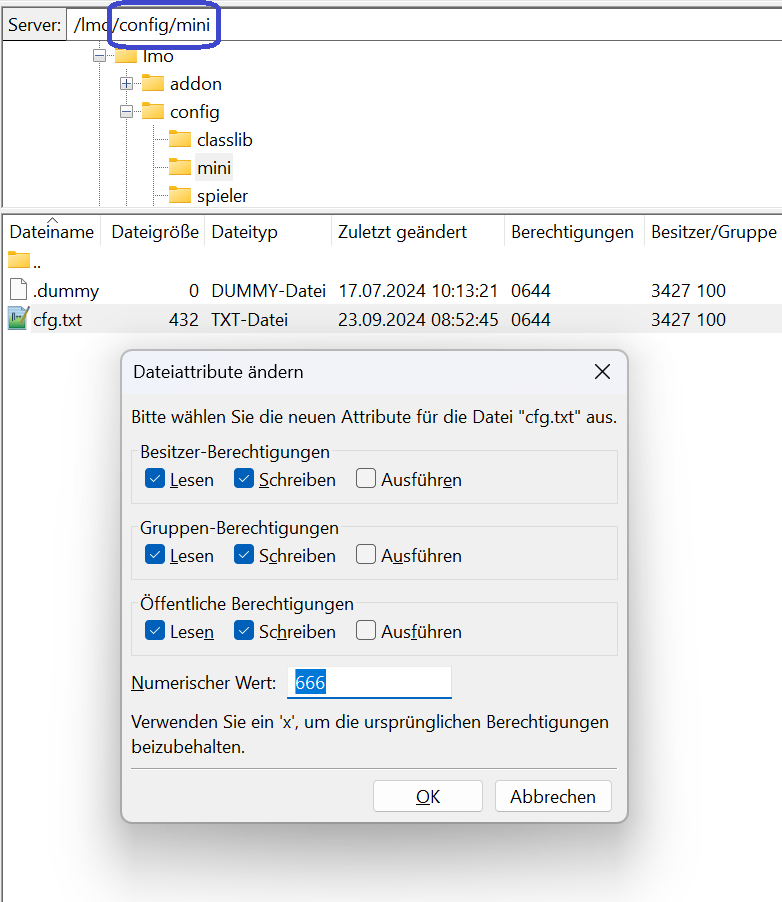 Server: /lmo/config/mini
lmo
addon
config
classlib
mini
spieler
Dateiname Dateigröße Dateityp Zuletzt geändert Berechtigungen Besitzer/Gruppe
..
.dummy 0 DUMMY-Datei 17.07.2024 10:13:21 0644 3427 100
cfg.txt 432 TXT-Datei 23.09.2024 08:52:45 0644 3427 100
Dateiattribute ändern
Bitte wählen Sie die neuen Attribute für die Datei "cfg.txt" aus.
Besitzer-Berechtigungen
Lesen Schreiben Ausführen
Gruppen-Berechtigungen
Lesen Schreiben Ausführen
Öffentliche Berechtigungen
Lesen Schreiben Ausführen
Numerischer Wert: 666
Verwenden Sie ein 'x', um die ursprünglichen Berechtigungen
beizubehalten.
OK Abbrechen